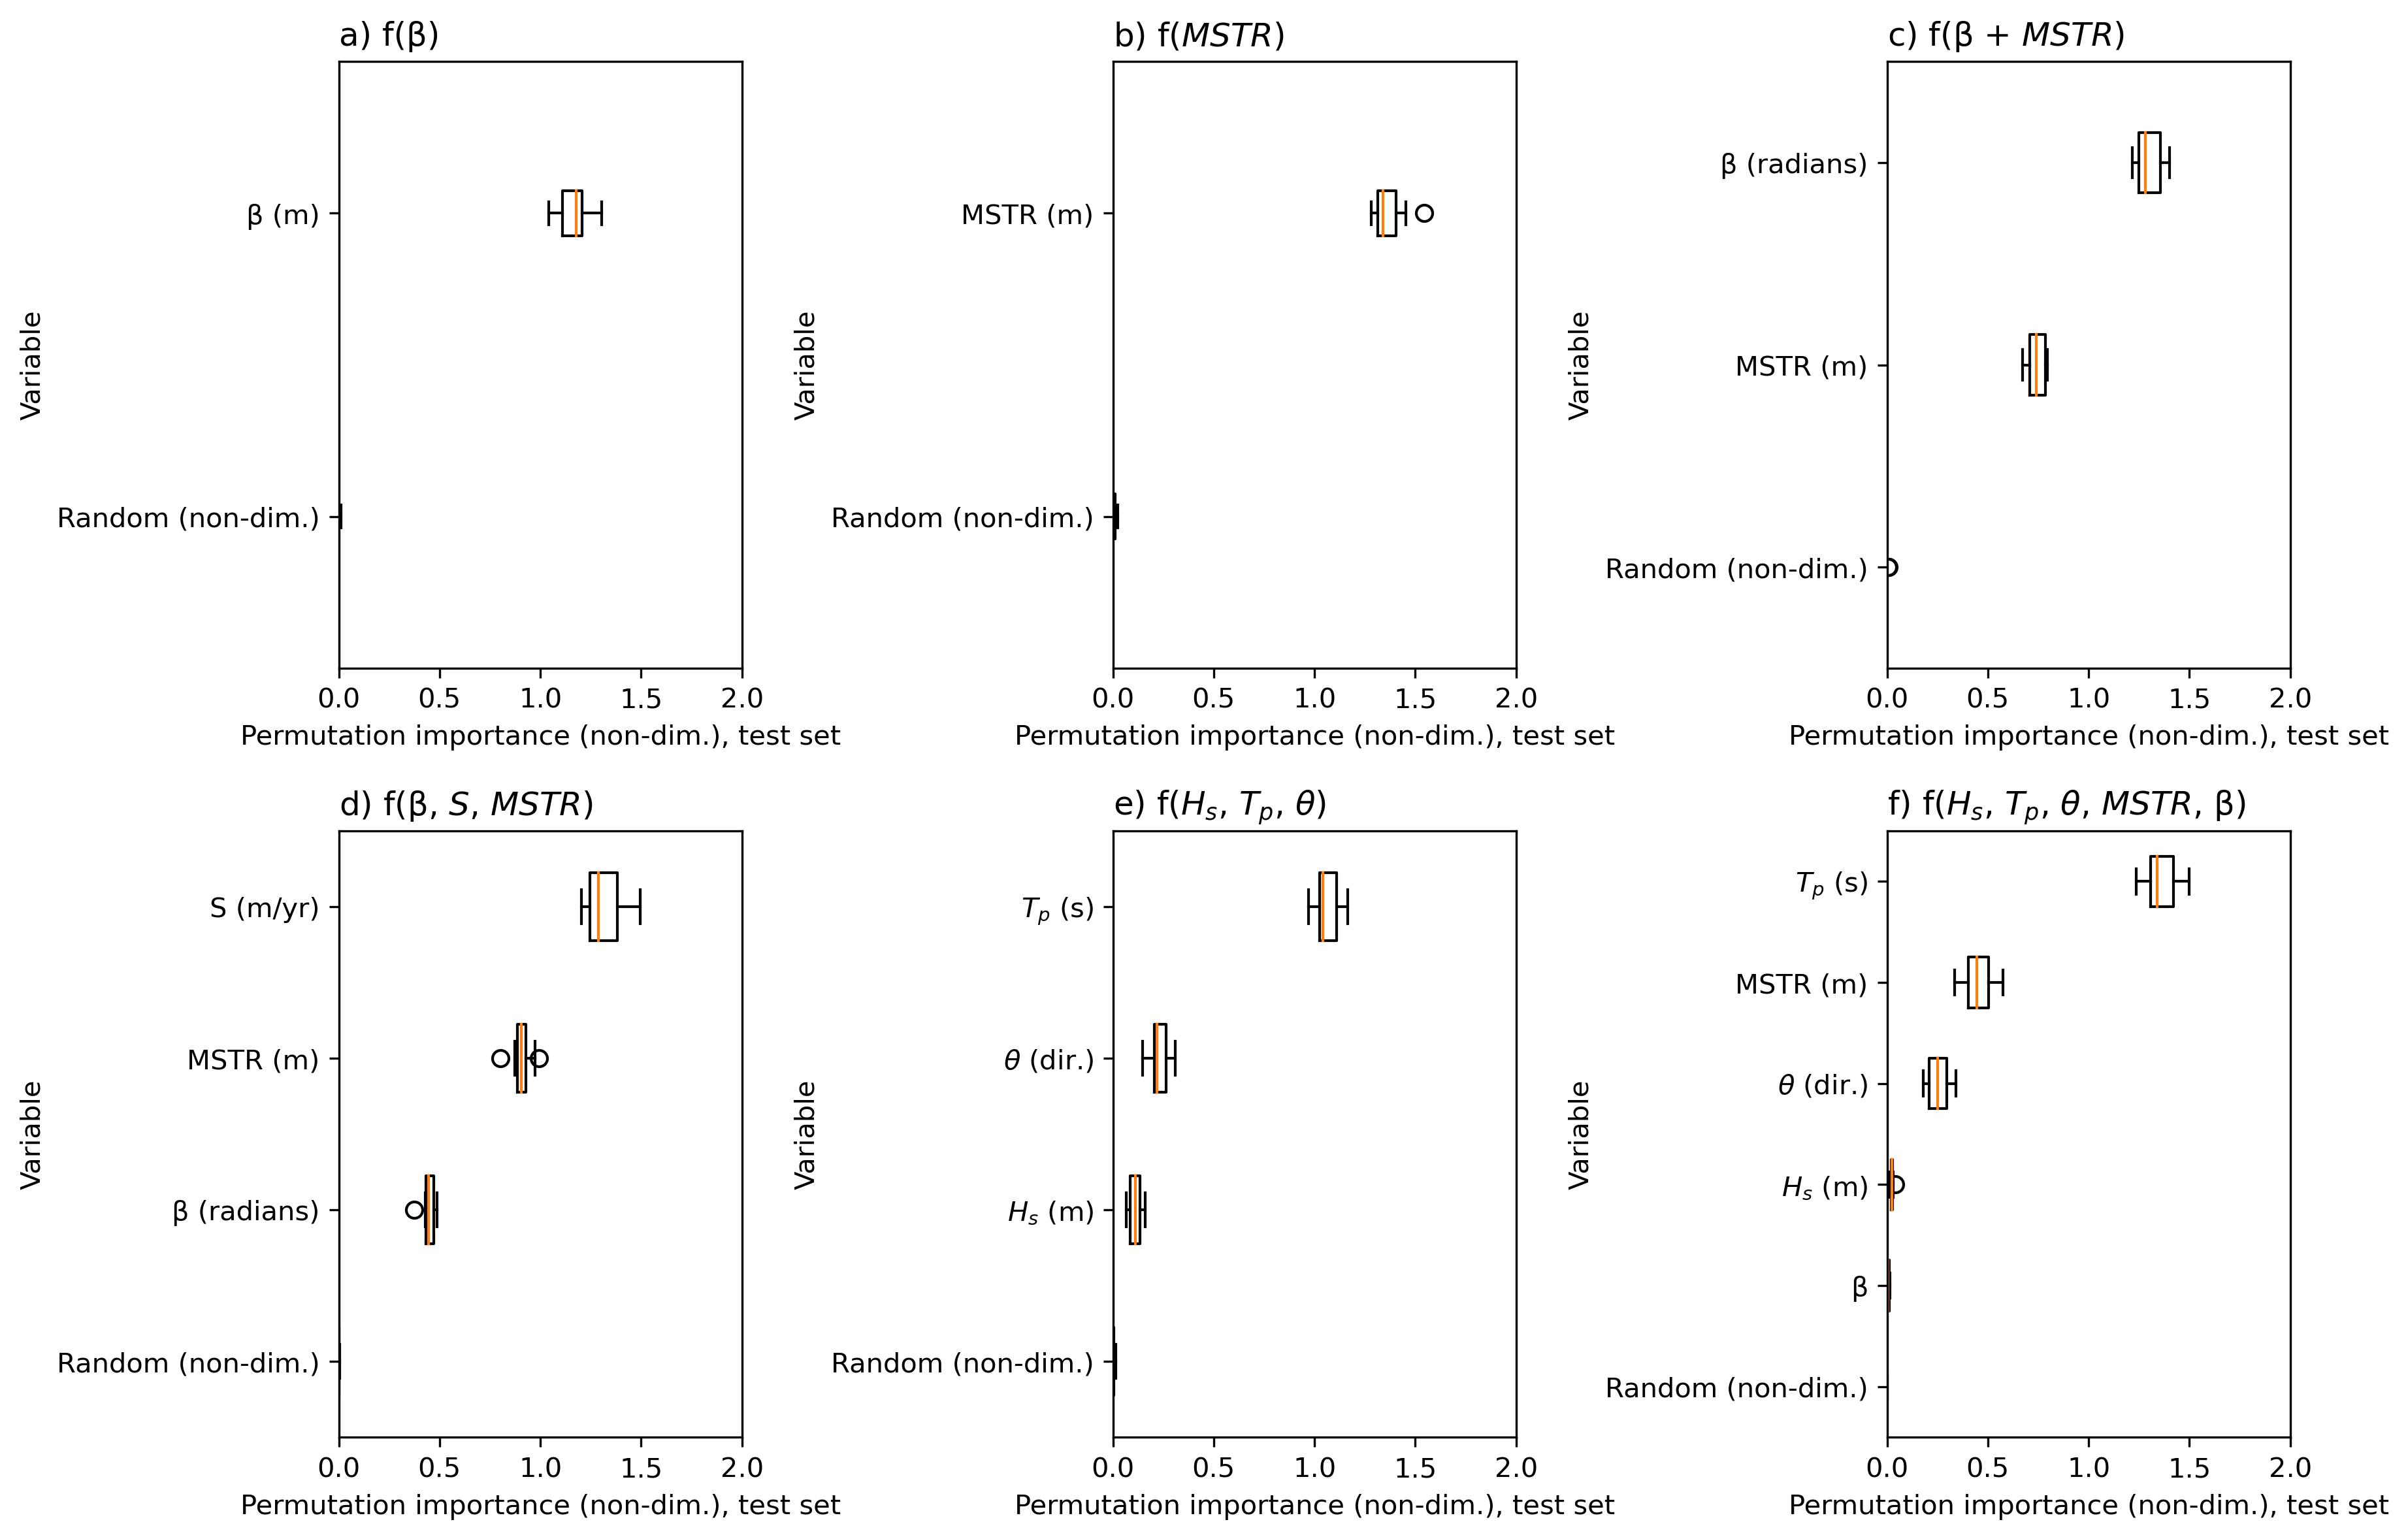 a) f(β)
Variable
β (m)
Random (non-dim.)
0.0 0.5 1.0 1.5 2.0
Permutation importance (non-dim.), test set
b) f(MSTR)
Variable
MSTR (m)
Random (non-dim.)
0.0 0.5 1.0 1.5 2.0
Permutation importance (non-dim.), test set
c) f(β + MSTR)
Variable
β (radians)
MSTR (m)
Random (non-dim.)
0.0 0.5 1.0 1.5 2.0
Permutation importance (non-dim.), test set
d) f(β, S, MSTR)
Variable
S (m/yr)
MSTR (m)
β (radians)
Random (non-dim.)
0.0 0.5 1.0 1.5 2.0
Permutation importance (non-dim.), test set
e) f(Hs, Tp, θ)
Variable
Tp (s)
θ (dir.)
Hs (m)
Random (non-dim.)
0.0 0.5 1.0 1.5 2.0
Permutation importance (non-dim.), test set
f) f(Hs, Tp, θ, MSTR, β)
Variable
Tp (s)
MSTR (m)
θ (dir.)
Hs (m)
β
Random (non-dim.)
0.0 0.5 1.0 1.5 2.0
Permutation importance (non-dim.), test set